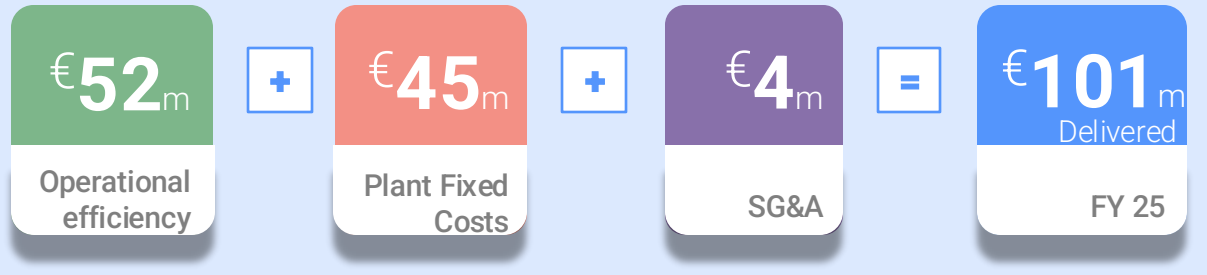 €52m
+
€45m
+
€4m
=
€101m
Delivered
Operational
efficiency
Plant Fixed
Costs
SG&A
FY 25